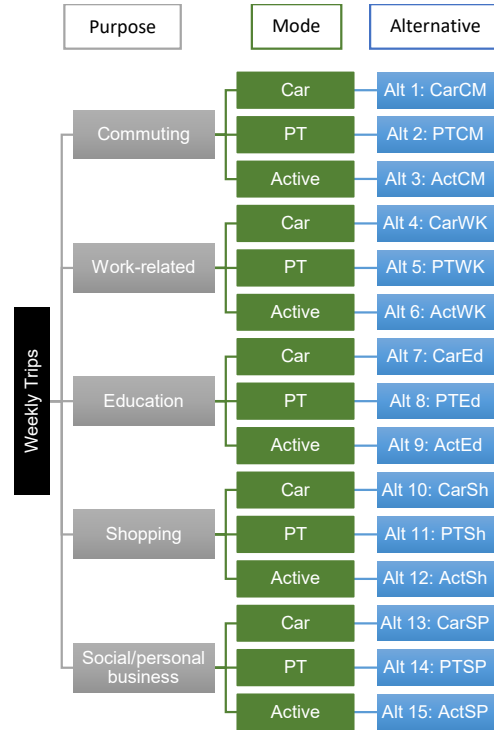 Purpose
Mode
Alternative
Weekly Trips
Commuting
Car
Alt 1: CarCM
PT
Alt 2: PTCM
Active
Alt 3: ActCM
Work-related
Car
Alt 4: CarWK
PT
Alt 5: PTWK
Active
Alt 6: ActWK
Education
Car
Alt 7: CarEd
PT
Alt 8: PTEd
Active
Alt 9: ActEd
Shopping
Car
Alt 10: CarSh
PT
Alt 11: PTSh
Active
Alt 12: ActSh
Social/personal
business
Car
Alt 13: CarSP
PT
Alt 14: PTSP
Active
Alt 15: ActSP